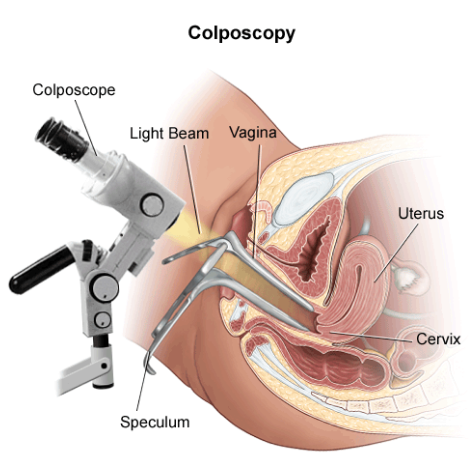 Colposcopy
Colposcope
Light Beam
Vagina
Uterus
Cervix
Speculum